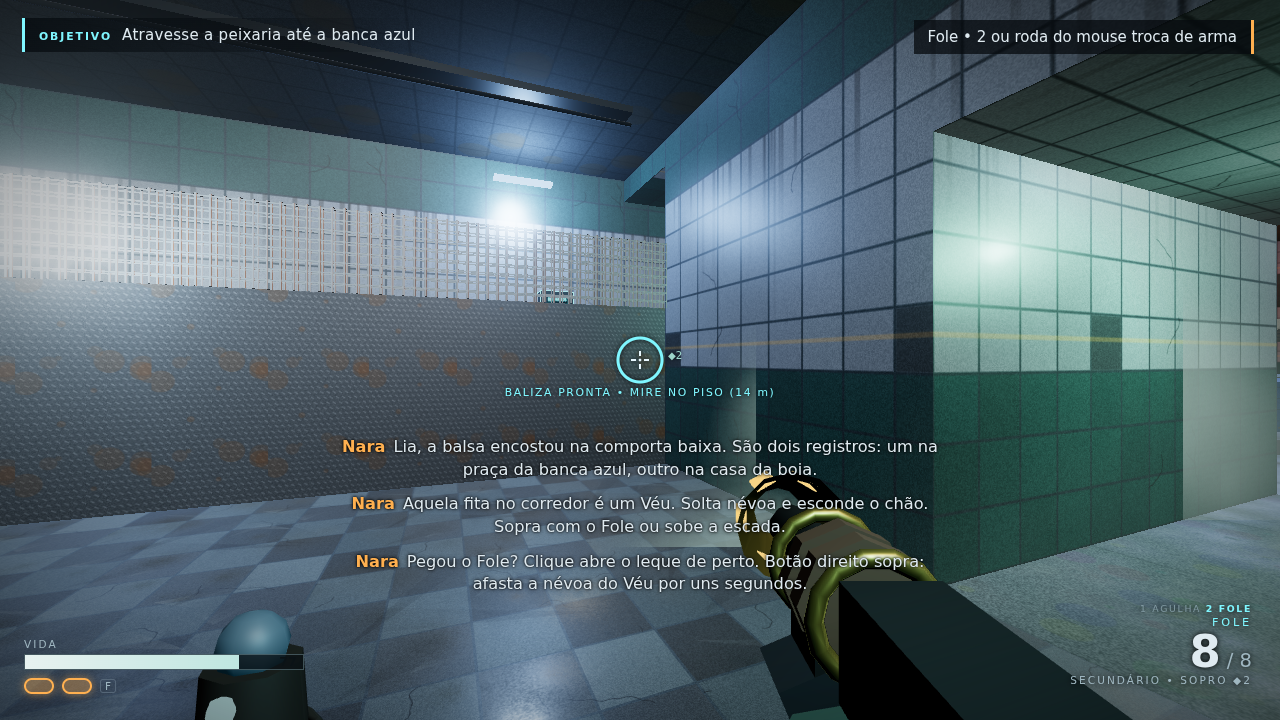 OBJETIVO Atravesse a peixaria até a banca azul
Fole • 2 ou roda do mouse troca de arma
◆2
BALIZA PRONTA • MIRE NO PISO (14 m)
Nara Lia, a balsa encostou na comporta baixa. São dois registros: um na
praça da banca azul, outro na casa da boia.
Nara Aquela fita no corredor é um Véu. Solta névoa e esconde o chão.
Sopra com o Fole ou sobe a escada.
Nara Pegou o Fole? Clique abre o leque de perto. Botão direito sopra:
afasta a névoa do Véu por uns segundos.
VIDA
F
1 AGULHA 2 FOLE
FOLE
8 / 8
SECUNDÁRIO • SOPRO ◆2